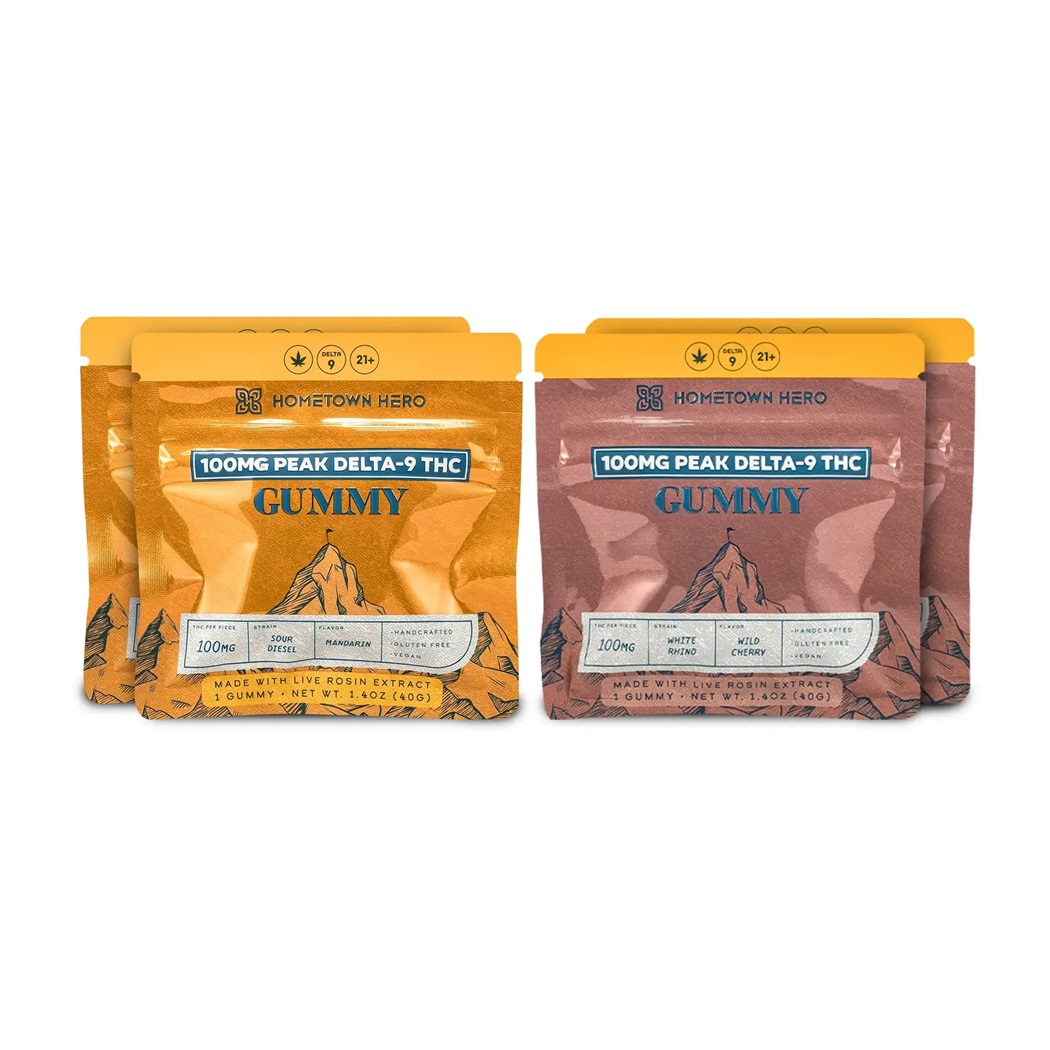 DELTA
9
21+
HOMETOWN HERO
100MG PEAK DELTA-9 THC
GUMMY
THC PER PIECE
100MG
STRAIN
SOUR
DIESEL
FLAVOR
MANDARIN
·HANDCRAFTED
·GLUTEN FREE
·VEGAN
MADE WITH LIVE ROSIN EXTRACT
1 GUMMY · NET WT. 1.4OZ (40G)
DELTA
9
21+
HOMETOWN HERO
100MG PEAK DELTA-9 THC
GUMMY
THC PER PIECE
100MG
STRAIN
WHITE
RHINO
FLAVOR
WILD
CHERRY
·HANDCRAFTED
·GLUTEN FREE
·VEGAN
MADE WITH LIVE ROSIN EXTRACT
1 GUMMY · NET WT. 1.4OZ (40G)